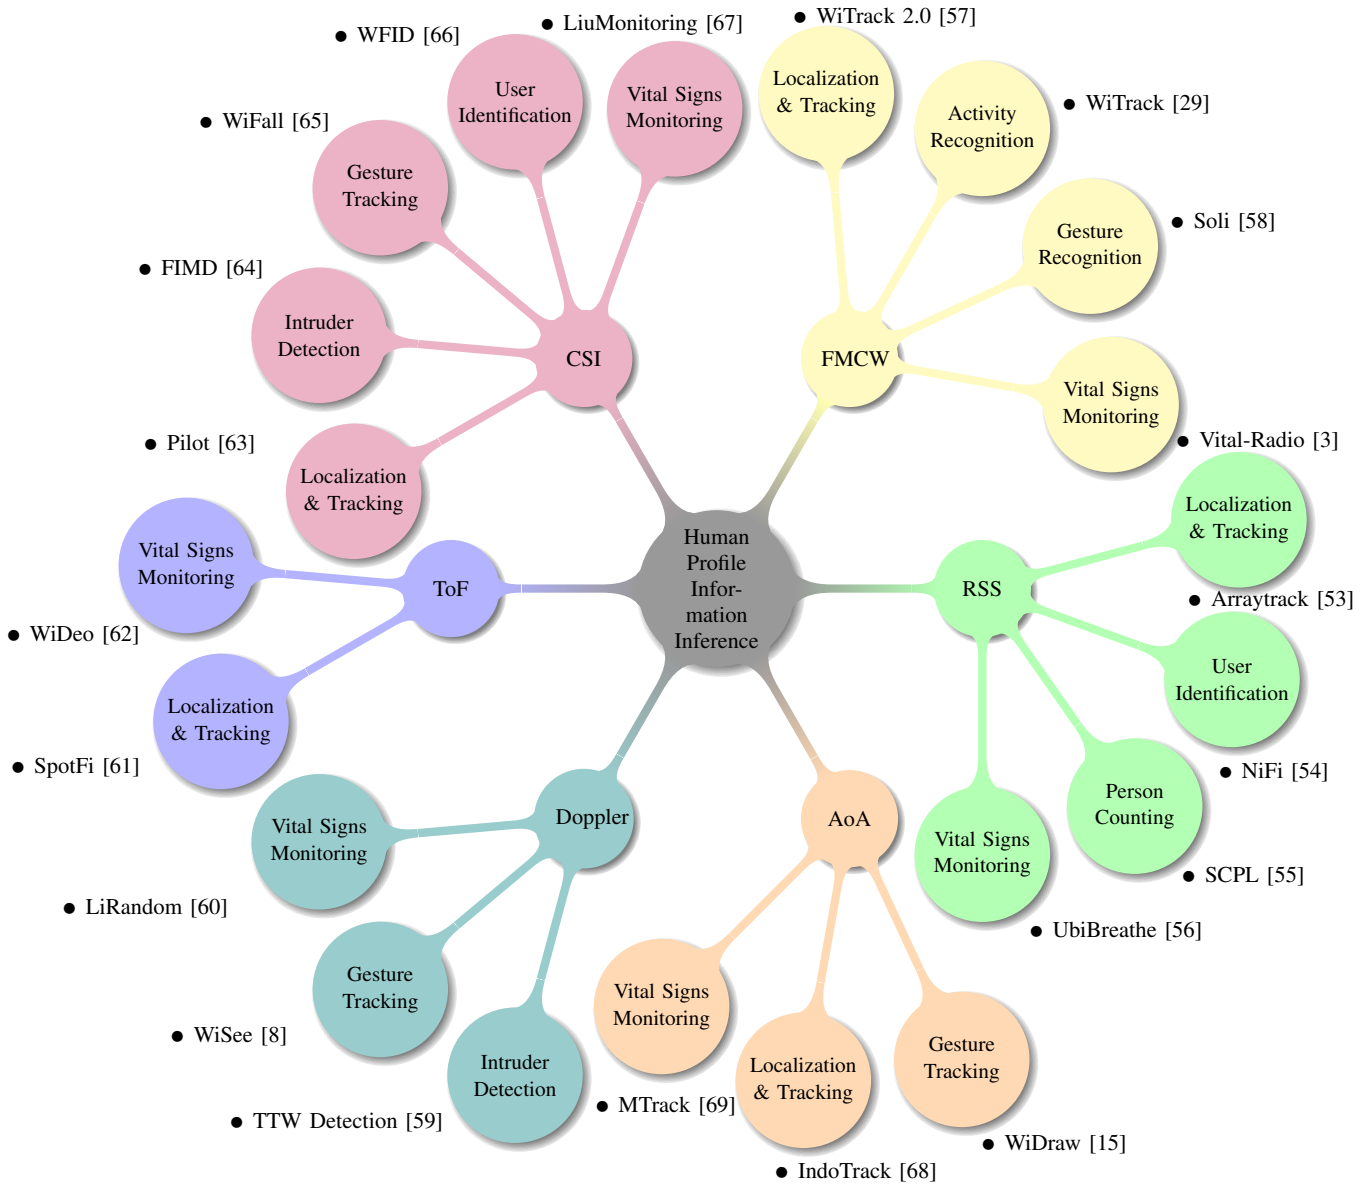 ● WFID [66]
● LiuMonitoring [67]
● WiTrack 2.0 [57]
User
Identification
Vital Signs
Monitoring
Localization
& Tracking
Activity
Recognition
● WiTrack [29]
● WiFall [65]
Gesture
Tracking
Gesture
Recognition
● Soli [58]
● FIMD [64]
Intruder
Detection
CSI
FMCW
Vital Signs
Monitoring
● Vital-Radio [3]
● Pilot [63]
Localization
& Tracking
Localization
& Tracking
● Arraytrack [53]
Vital Signs
Monitoring
● WiDeo [62]
ToF
Human
Profile
Infor-
mation
Inference
RSS
User
Identification
● NiFi [54]
Localization
& Tracking
● SpotFi [61]
Doppler
AoA
Person
Counting
● SCPL [55]
Vital Signs
Monitoring
● LiRandom [60]
Vital Signs
Monitoring
● UbiBreathe [56]
Gesture
Tracking
● WiSee [8]
Vital Signs
Monitoring
● MTrack [69]
Intruder
Detection
● TTW Detection [59]
Localization
& Tracking
● IndoTrack [68]
Gesture
Tracking
● WiDraw [15]